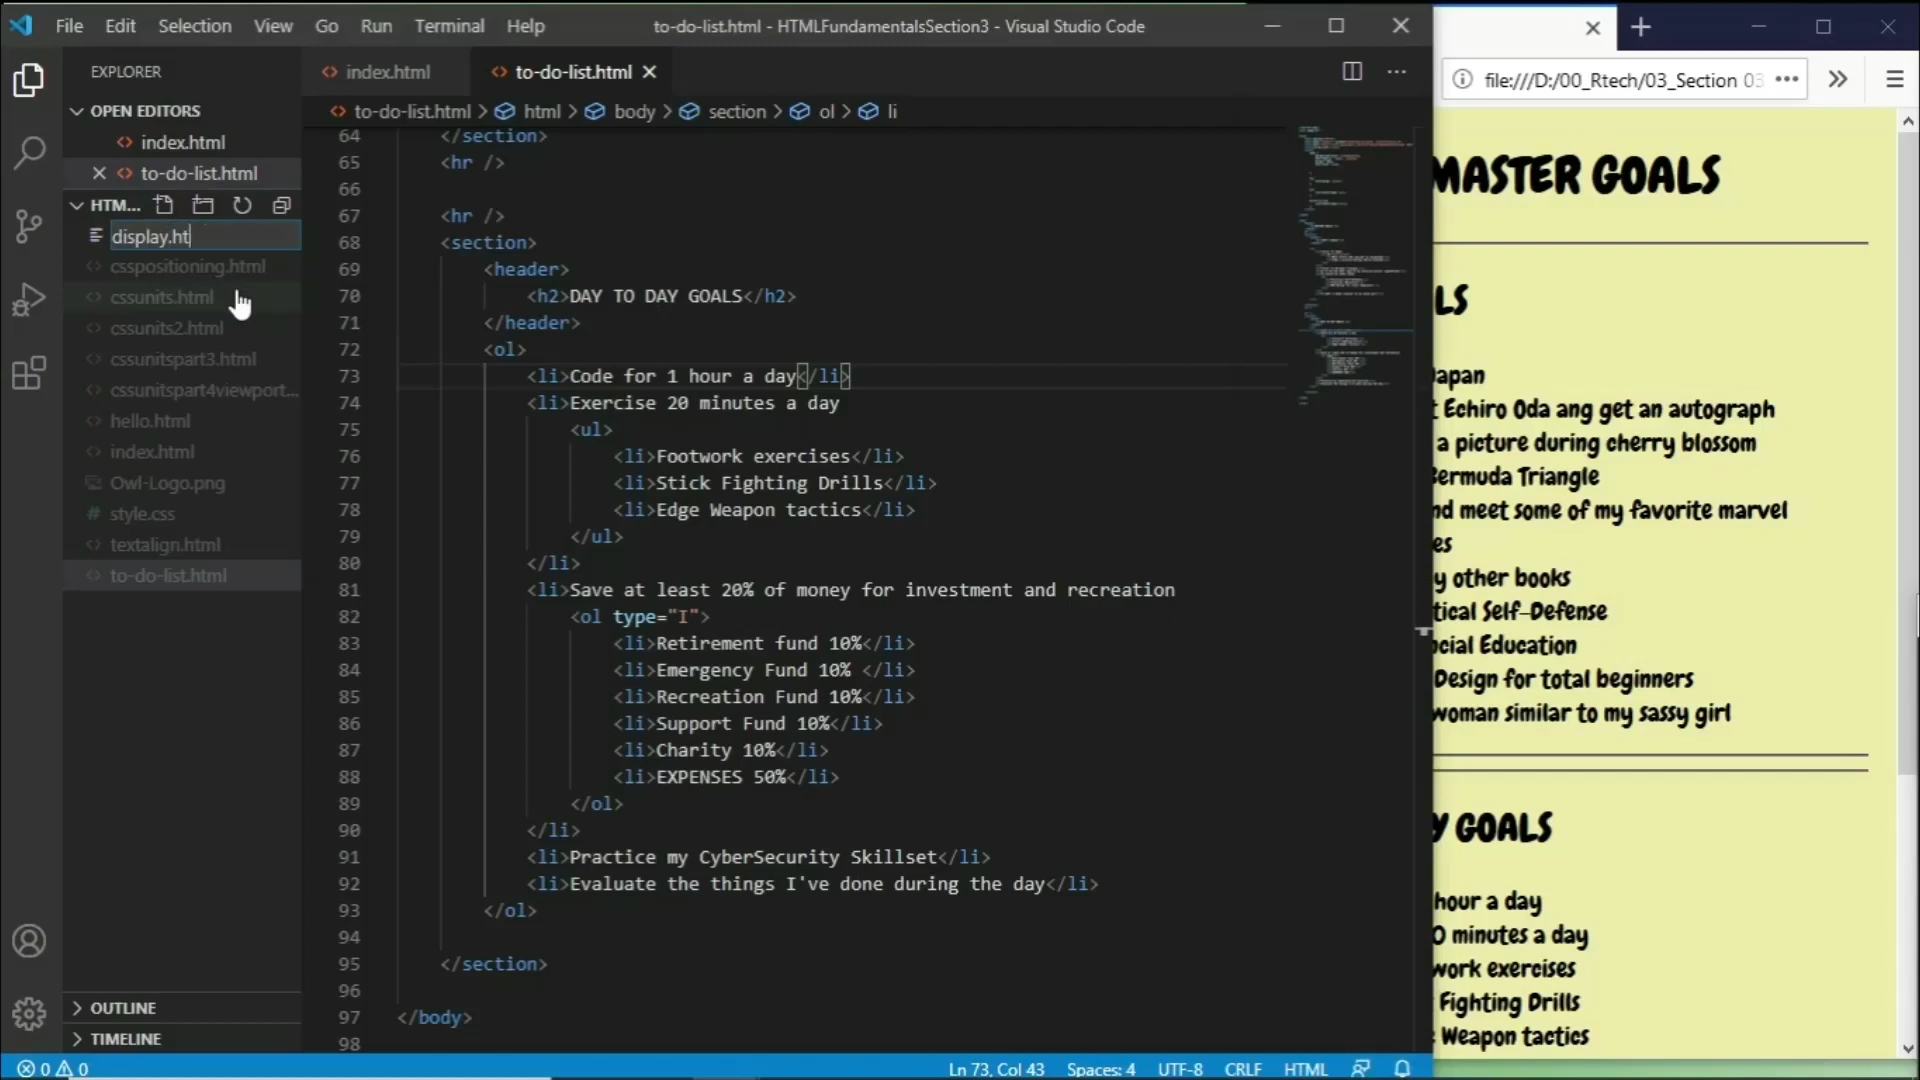 File Edit Selection View Go Run Terminal Help
to-do-list.html - HTMLFundamentalsSection3 - Visual Studio Code
EXPLORER
OPEN EDITORS
index.html
to-do-list.html
HTM...
display.ht
csspositioning.html
cssunits.html
cssunits2.html
cssunitspart3.html
cssunitspart4viewport...
hello.html
index.html
Owl-Logo.png
style.css
textalign.html
to-do-list.html
OUTLINE
TIMELINE
index.html to-do-list.html
to-do-list.html > html > body > section > ol > li
64 </section>
65 <hr />
66
67 <hr />
68 <section>
69 <header>
70 <h2>DAY TO DAY GOALS</h2>
71 </header>
72 <ol>
73 <li>Code for 1 hour a day</li>
74 <li>Exercise 20 minutes a day
75 <ul>
76 <li>Footwork exercises</li>
77 <li>Stick Fighting Drills</li>
78 <li>Edge Weapon tactics</li>
79 </ul>
80 </li>
81 <li>Save at least 20% of money for investment and recreation
82 <ol type="I">
83 <li>Retirement fund 10%</li>
84 <li>Emergency Fund 10% </li>
85 <li>Recreation Fund 10%</li>
86 <li>Support Fund 10%</li>
87 <li>Charity 10%</li>
88 <li>EXPENSES 50%</li>
89 </ol>
90 </li>
91 <li>Practice my CyberSecurity Skillset</li>
92 <li>Evaluate the things I've done during the day</li>
93 </ol>
94
95 </section>
96
97 </body>
98
0 0
Ln 73, Col 43 Spaces: 4 UTF-8 CRLF HTML
file:///D:/00_Rtech/03_Section 03
MASTER GOALS
LS
Japan
t Echiro Oda ang get an autograph
a picture during cherry blossom
Bermuda Triangle
nd meet some of my favorite marvel
es
y other books
tical Self-Defense
ncial Education
Design for total beginners
woman similar to my sassy girl
Y GOALS
hour a day
0 minutes a day
work exercises
Fighting Drills
Weapon tactics